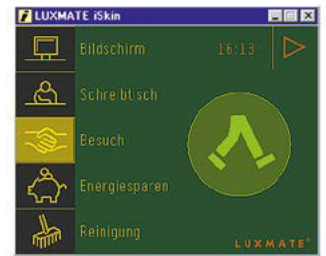 LUXMATE iSkin
Bildschirm 16:13
Schreibtisch
Besuch
Energiesparen
Reinigung
LUXMATE®